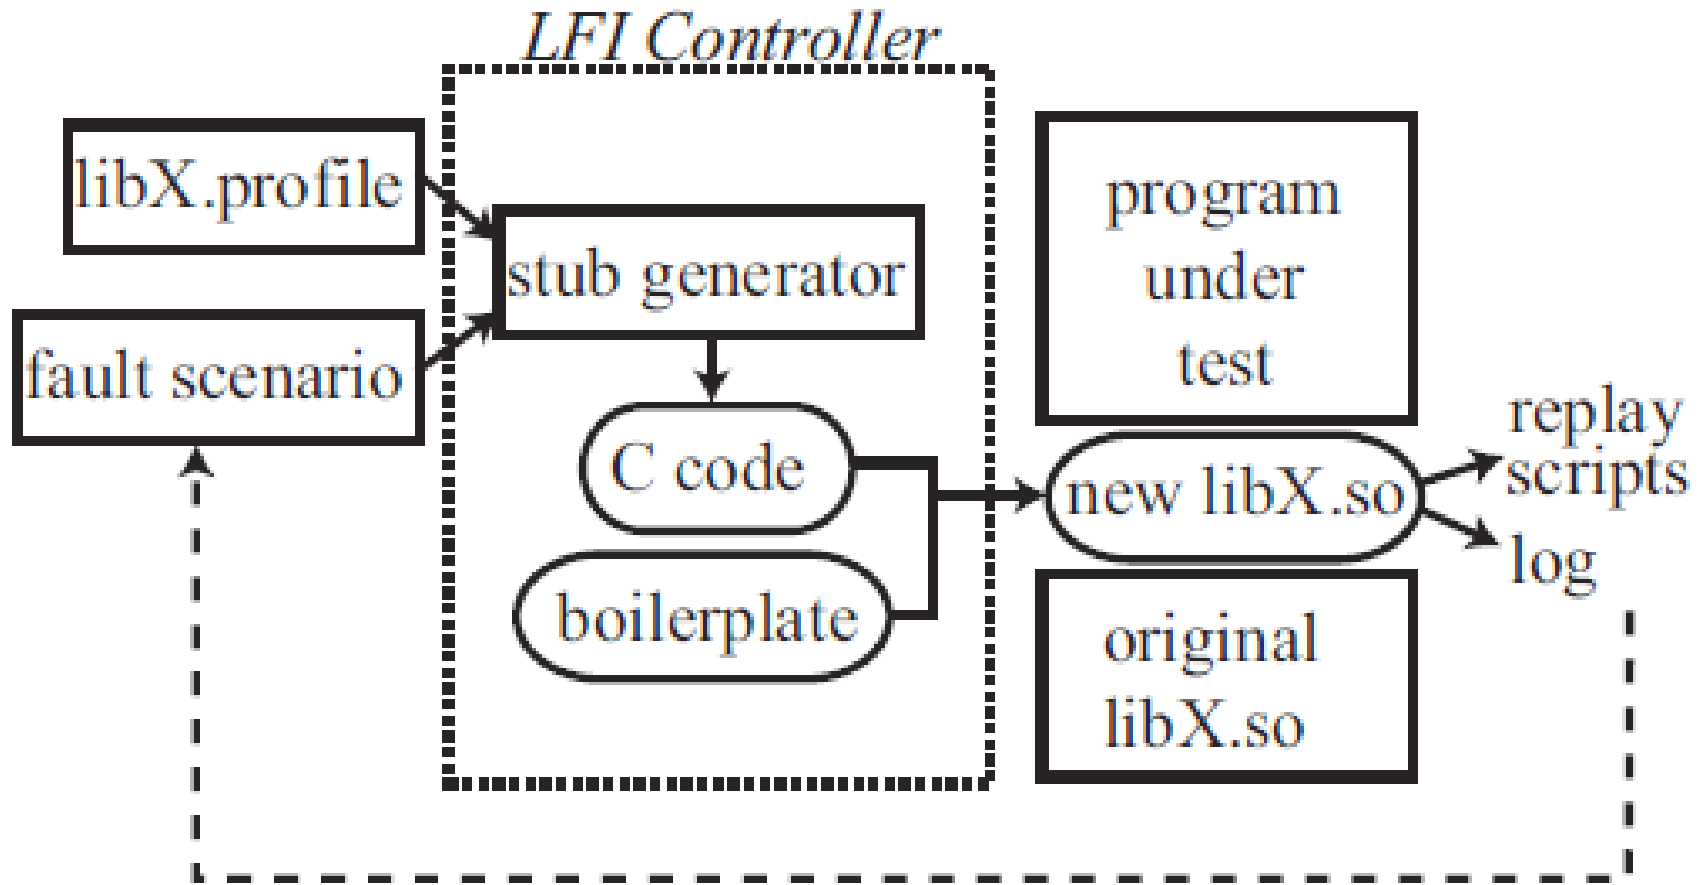 LFI Controller
libX.profile
fault scenario
stub generator
C code
boilerplate
program
under
test
new libX.so
original
libX.so
replay
scripts
log